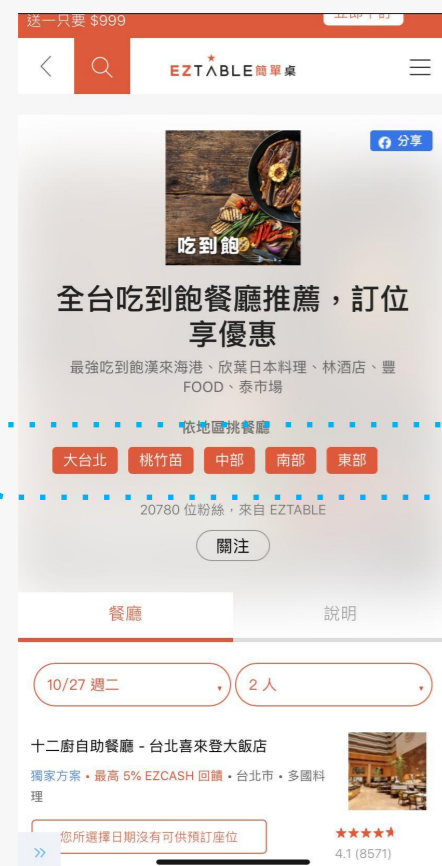 送一只要 $999
立即下訂
EZTABLE簡單桌
分享
吃到飽
全台吃到飽餐廳推薦，訂位
享優惠
最強吃到飽漢來海港、欣葉日本料理、林酒店、豐
FOOD、泰市場
依地區挑餐廳
大台北 桃竹苗 中部 南部 東部
20780 位粉絲，來自 EZTABLE
關注
餐廳 說明
10/27 週二 2 人
十二廚自助餐廳 - 台北喜來登大飯店
獨家方案 • 最高 5% EZCASH 回饋 • 台北市 • 多國料
理
您所選擇日期沒有可供預訂座位
4.1 (8571)